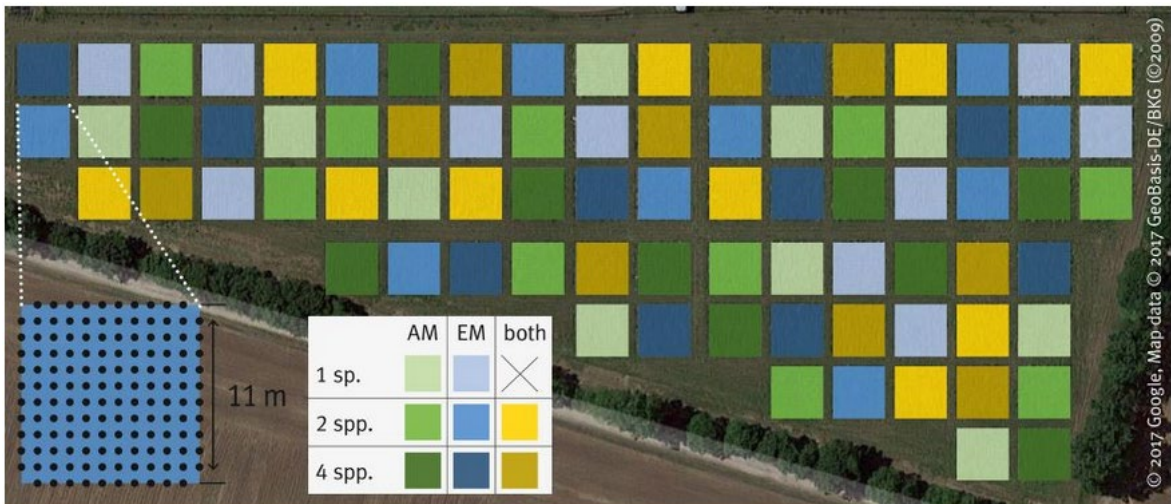 AM EM both
1 sp.
2 spp.
4 spp.
11 m
© 2017 Google, Map data © 2017 GeoBasis-DE/BKG (©2009)